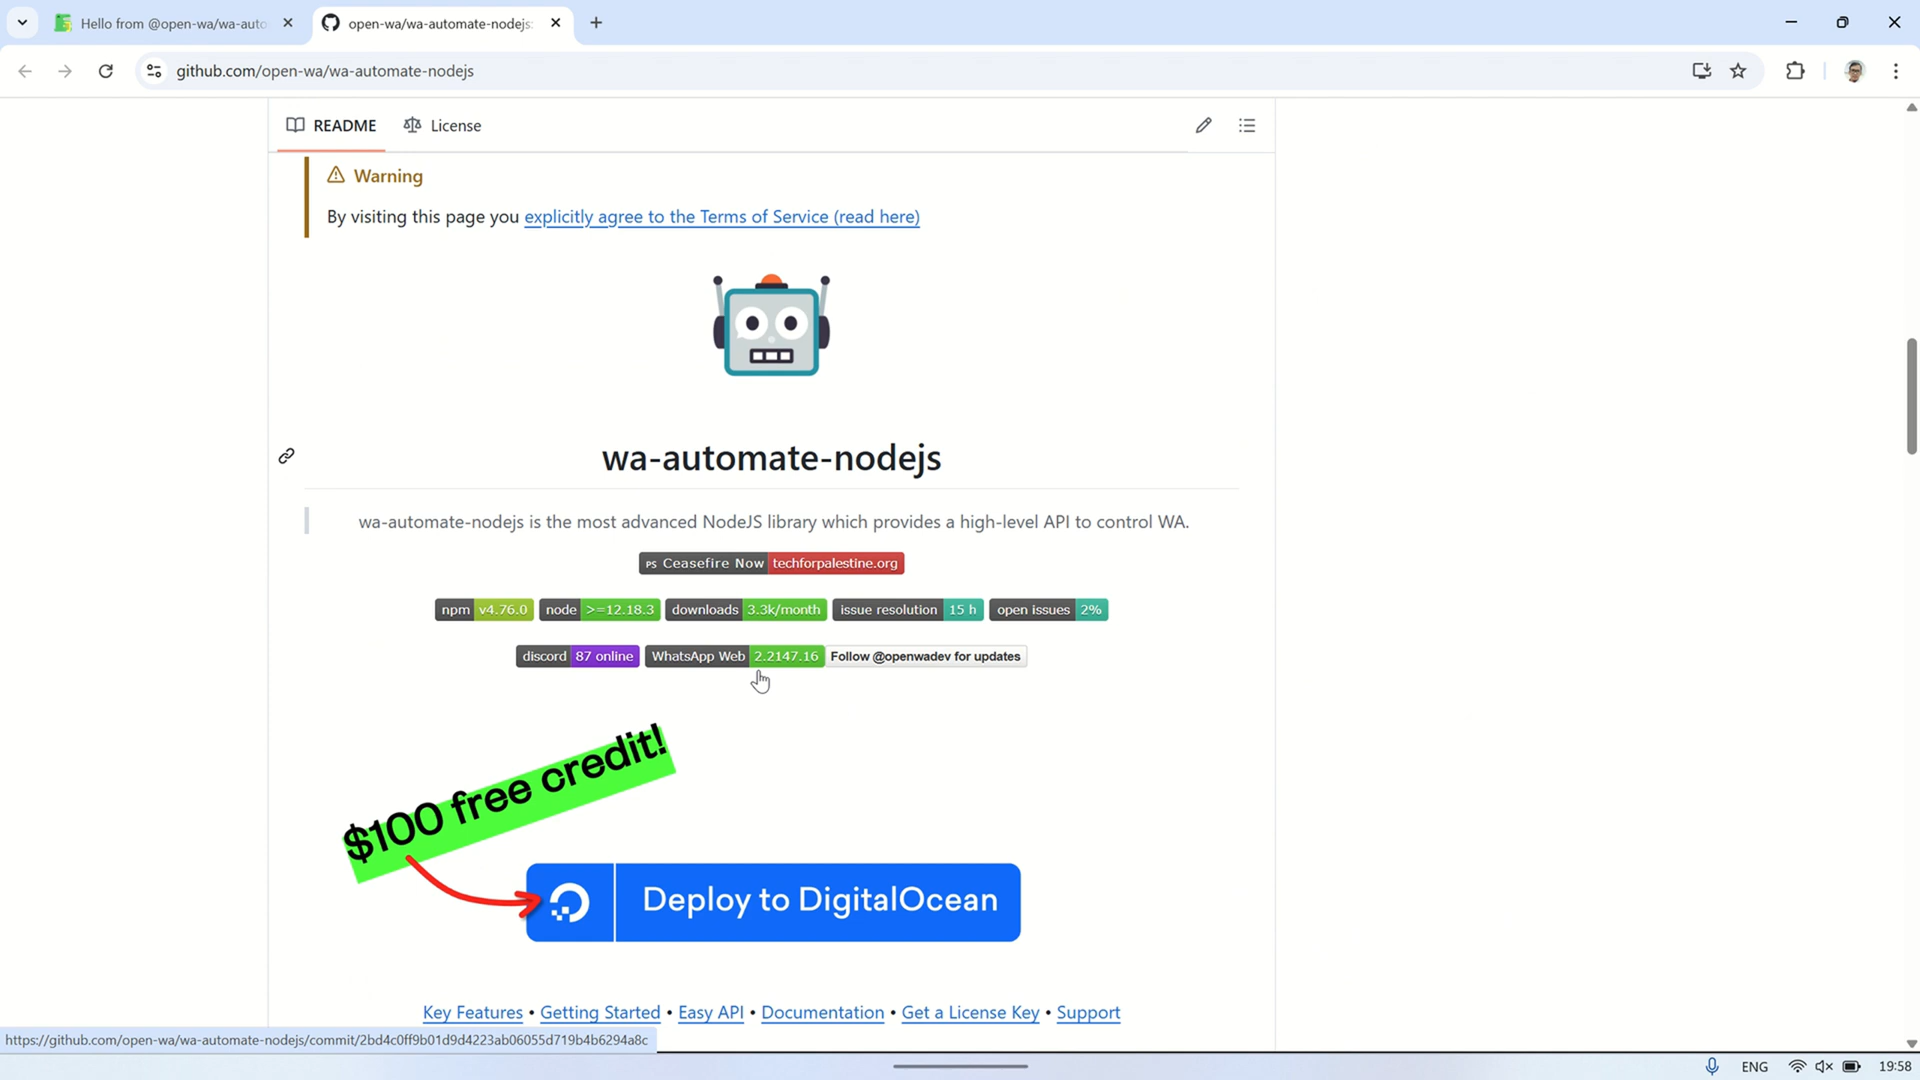 Hello from @open-wa/wa-auto
open-wa/wa-automate-nodejs:
github.com/open-wa/wa-automate-nodejs
README
License
Warning
By visiting this page you explicitly agree to the Terms of Service (read here)
wa-automate-nodejs
wa-automate-nodejs is the most advanced NodeJS library which provides a high-level API to control WA.
PS Ceasefire Now techforpalestine.org
npm v4.76.0 node >=12.18.3 downloads 3.3k/month issue resolution 15 h open issues 2%
discord 87 online WhatsApp Web 2.2147.16 Follow @openwadev for updates
$100 free credit!
Deploy to DigitalOcean
Key Features • Getting Started • Easy API • Documentation • Get a License Key • Support
https://github.com/open-wa/wa-automate-nodejs/commit/2bd4c0ff9b01d9d4223ab06055d719b4b6294a8c
ENG
19:58